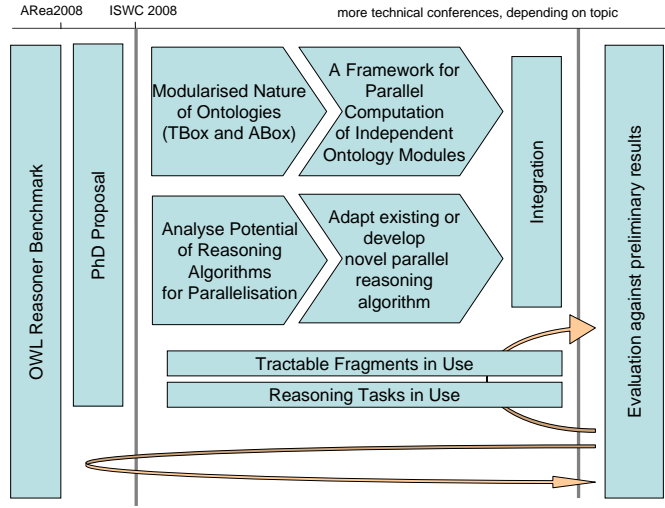 ARea2008
ISWC 2008
more technical conferences, depending on topic
OWL Reasoner Benchmark
PhD Proposal
Modularised Nature
of Ontologies
(TBox and ABox)
A Framework for
Parallel
Computation
of Independent
Ontology Modules
Analyse Potential
of Reasoning
Algorithms
for Parallelisation
Adapt existing or
develop
novel parallel
reasoning
algorithm
Integration
Tractable Fragments in Use
Reasoning Tasks in Use
Evaluation against preliminary results